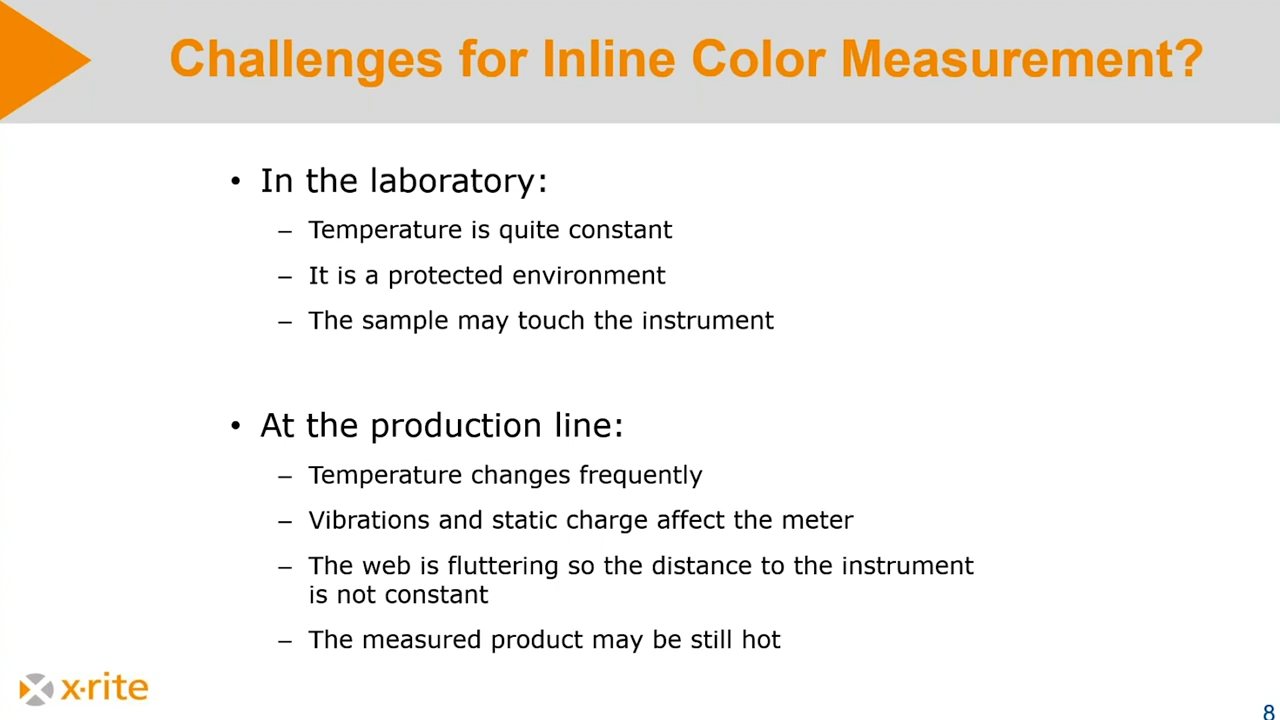 Challenges for Inline Color Measurement?
• In the laboratory:
– Temperature is quite constant
– It is a protected environment
– The sample may touch the instrument
• At the production line:
– Temperature changes frequently
– Vibrations and static charge affect the meter
– The web is fluttering so the distance to the instrument
is not constant
– The measured product may be still hot
x·rite
8